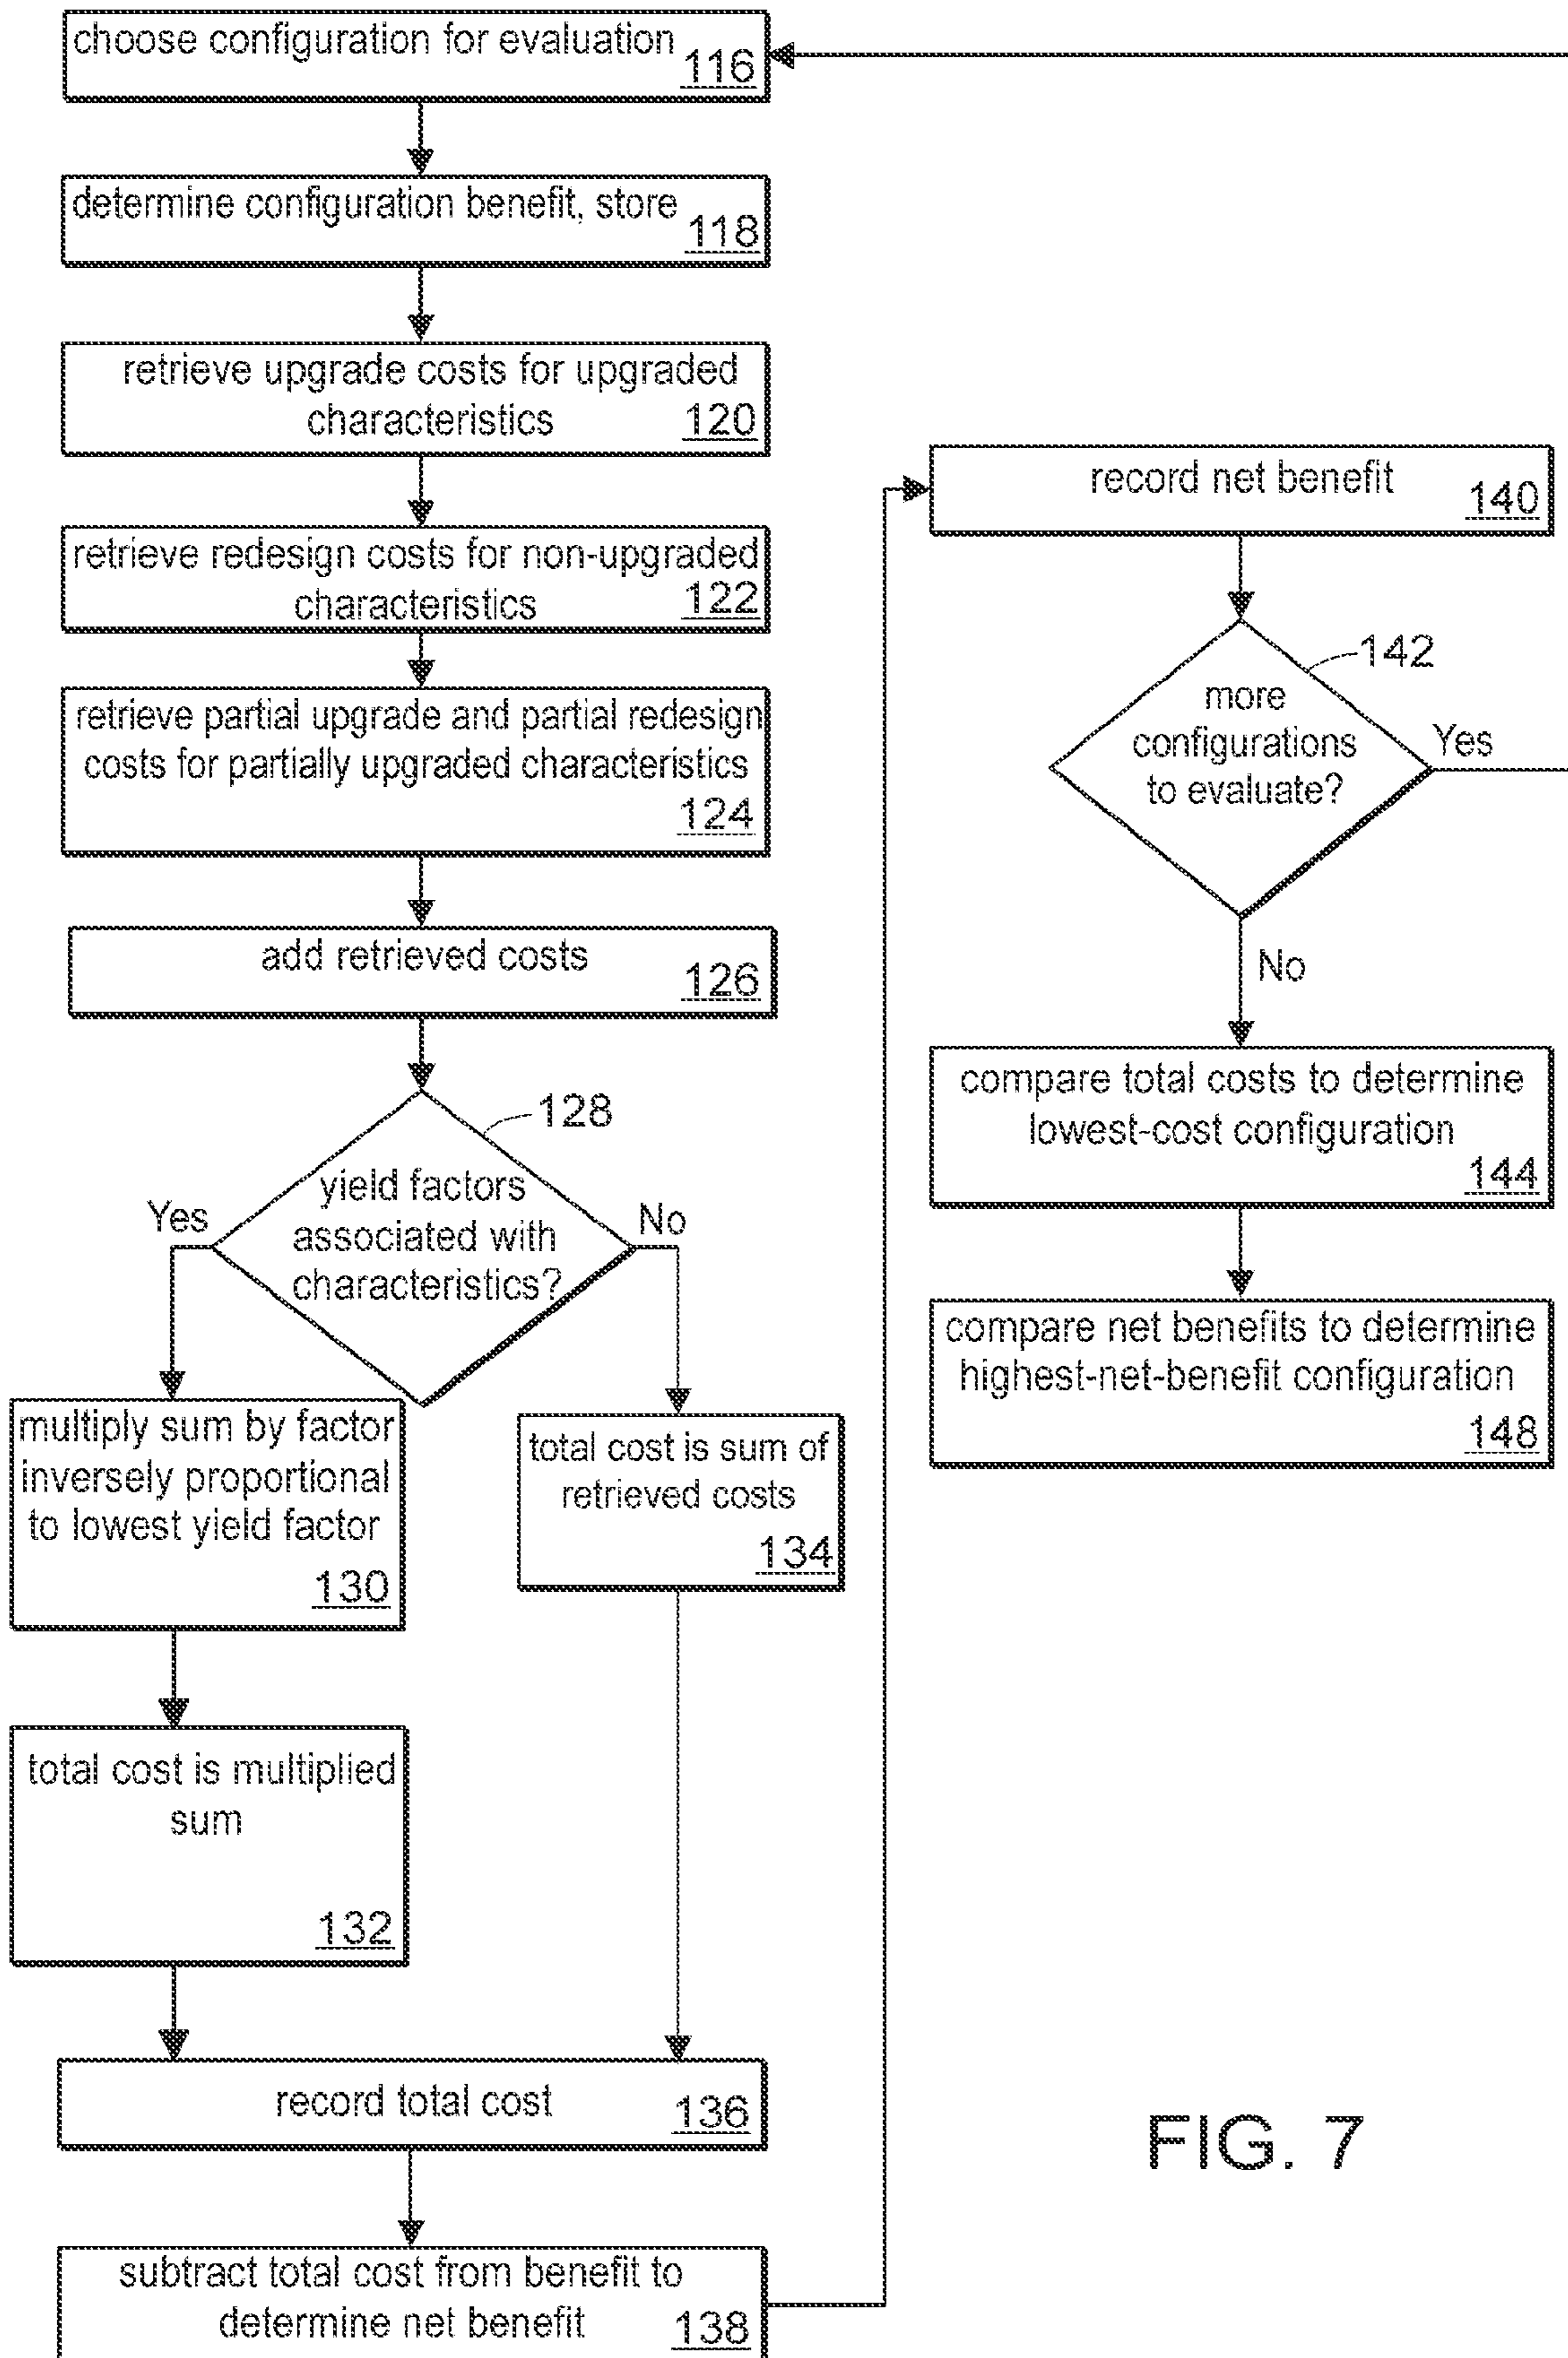 choose configuration for evaluation
116
determine configuration benefit, store
118
retrieve upgrade costs for upgraded
characteristics
120
retrieve redesign costs for non-upgraded
characteristics
122
retrieve partial upgrade and partial redesign
costs for partially upgraded characteristics
124
add retrieved costs
126
128
yield factors
associated with
characteristics?
Yes
No
multiply sum by factor
inversely proportional
to lowest yield factor
130
total cost is sum of
retrieved costs
134
total cost is multiplied
sum
132
record total cost
136
subtract total cost from benefit to
determine net benefit
138
record net benefit
140
142
more
configurations
to evaluate?
Yes
No
compare total costs to determine
lowest-cost configuration
144
compare net benefits to determine
highest-net-benefit configuration
148
FIG. 7